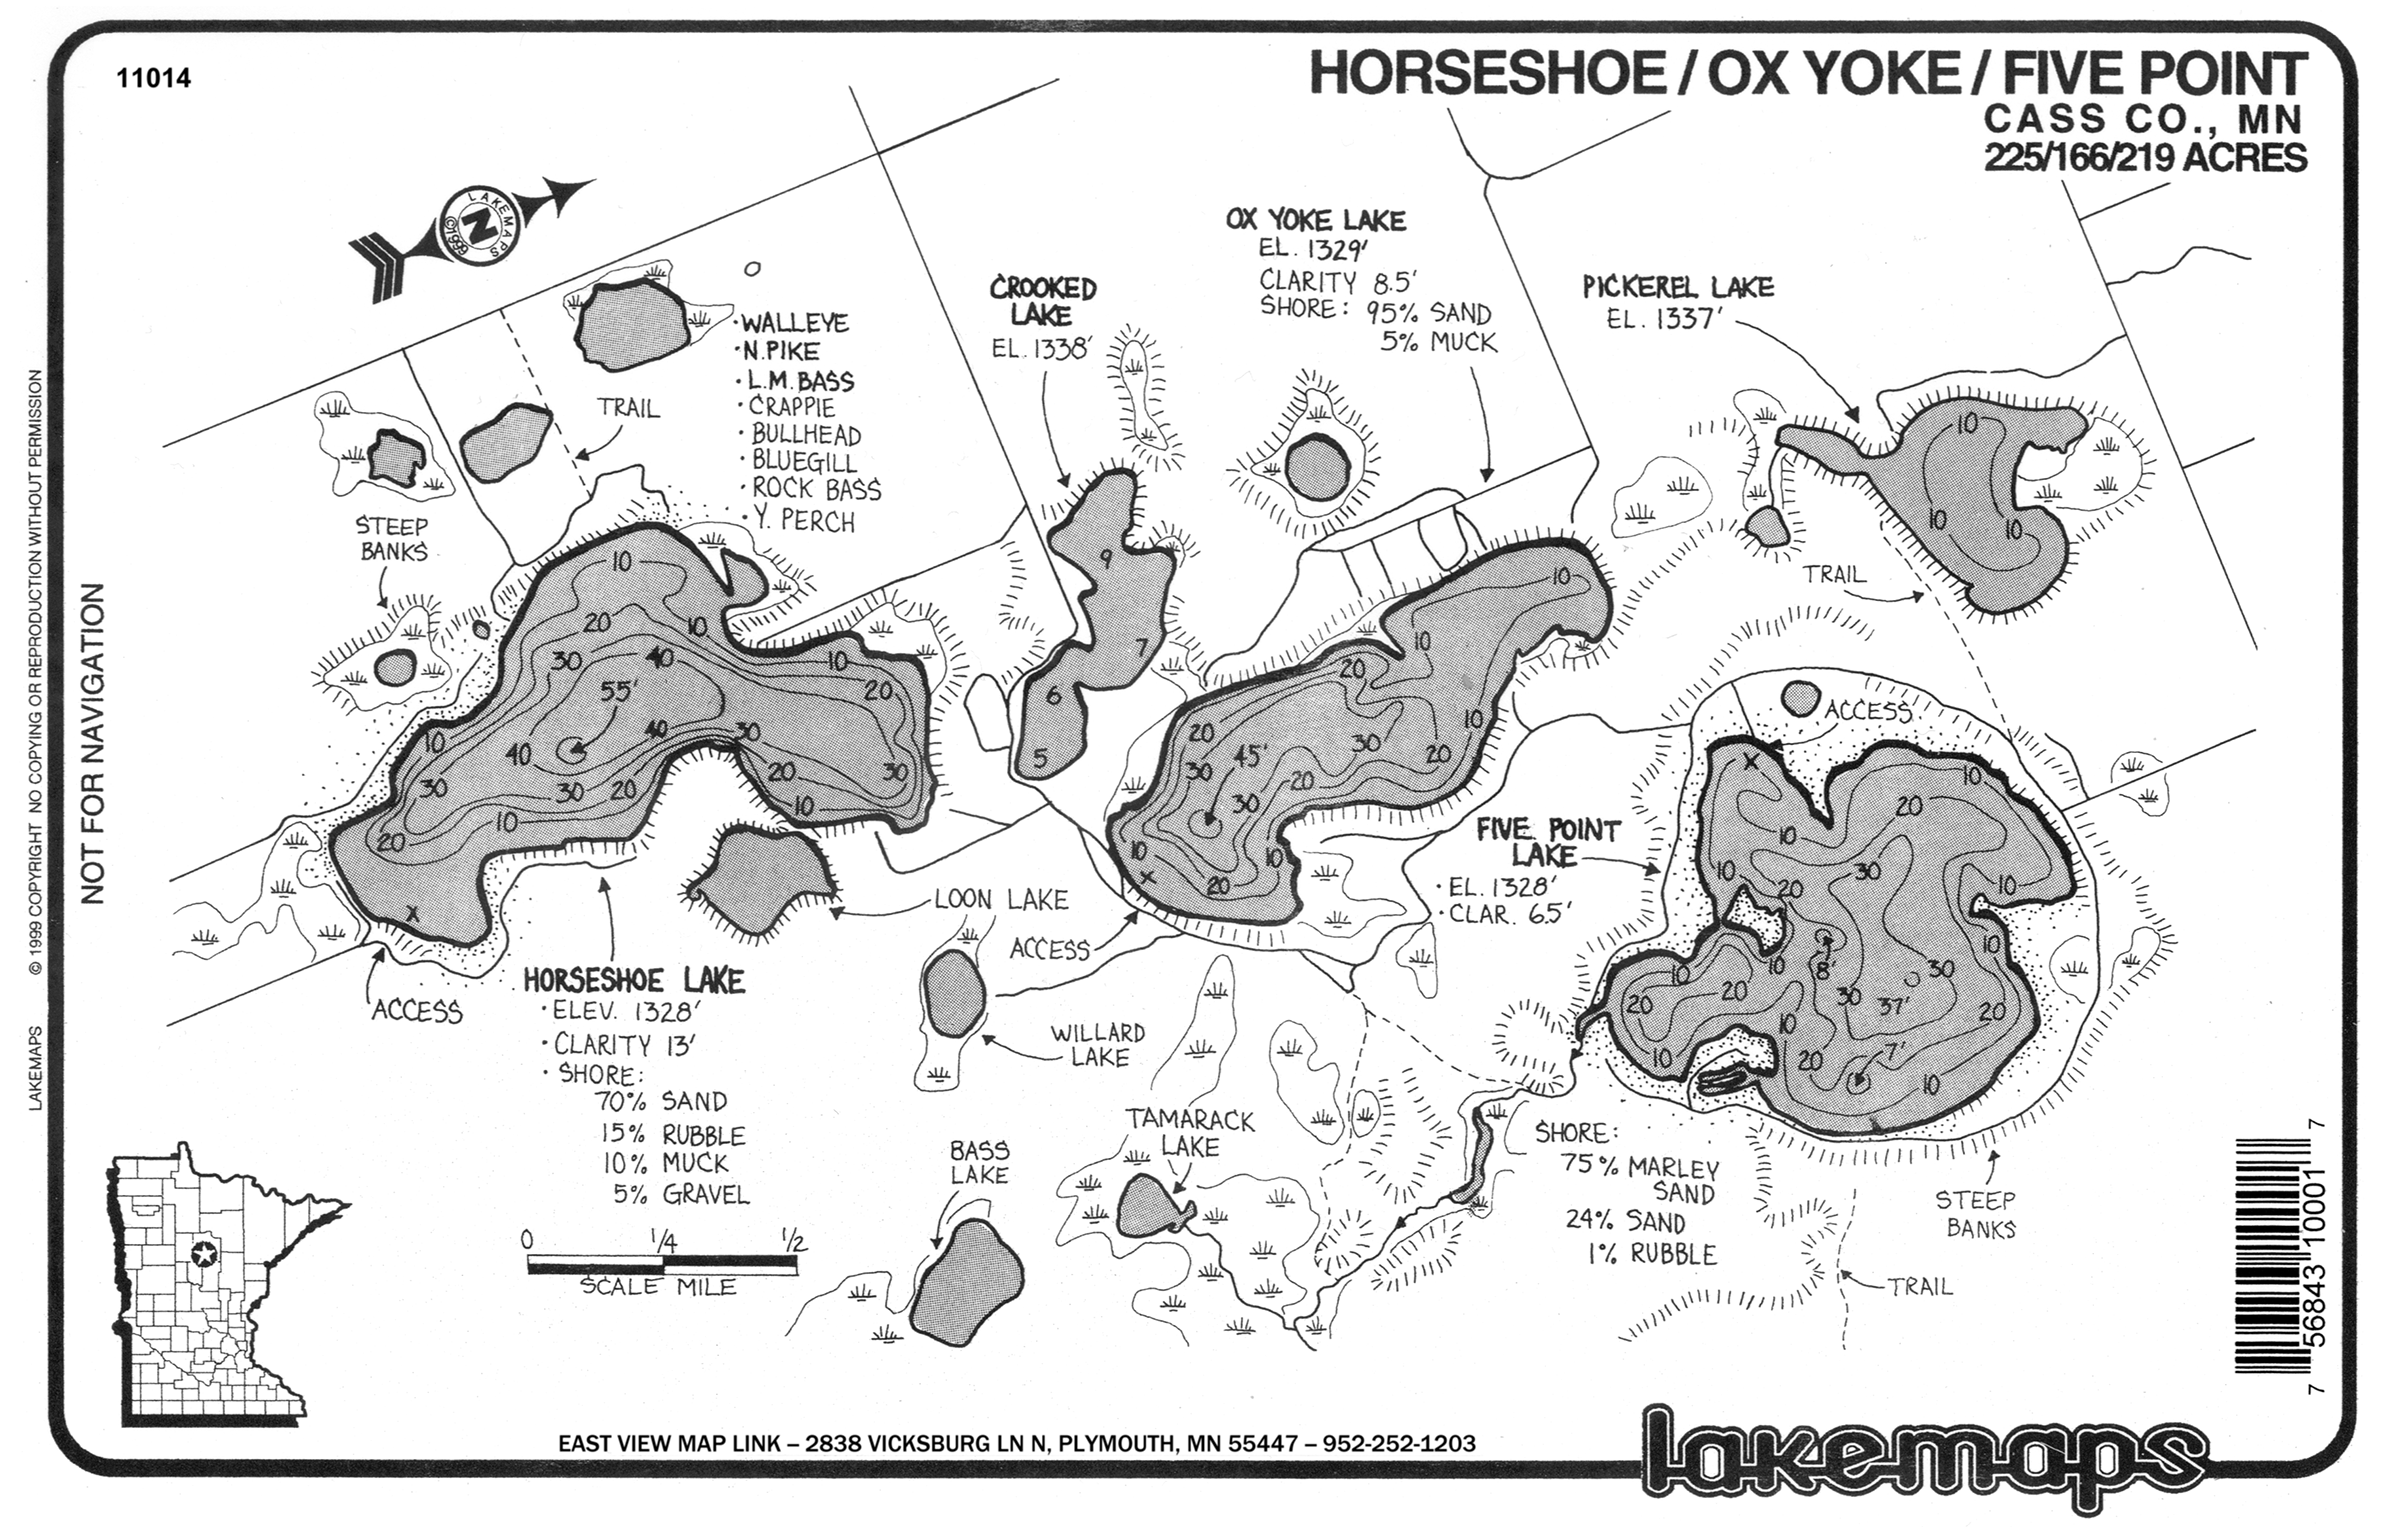 11014
HORSESHOE / OX YOKE / FIVE POINT
CASS CO., MN
225/166/219 ACRES
LAKEMAPS
N
©1999
• WALLEYE
• N. PIKE
• L.M. BASS
• CRAPPIE
• BULLHEAD
• BLUEGILL
• ROCK BASS
• Y. PERCH
TRAIL
STEEP
BANKS
CROOKED
LAKE
EL. 1338'
9
7
6
5
OX YOKE LAKE
EL. 1329'
CLARITY 8.5'
SHORE: 95% SAND
5% MUCK
PICKEREL LAKE
EL. 1337'
10
10
10
TRAIL
10
20
10
30
40
10
20
55'
10
40
40
30
30
30
20
30
20
10
20
10
X
ACCESS
HORSESHOE LAKE
• ELEV. 1328'
• CLARITY 13'
• SHORE:
70% SAND
15% RUBBLE
10% MUCK
5% GRAVEL
LOON LAKE
10
10
20
10
20
30
20
45'
30
20
30
10
10
20
X
ACCESS
WILLARD
LAKE
ACCESS
FIVE POINT
LAKE
• EL. 1328'
• CLAR. 6.5'
X
10
20
10
10
30
20
10
10
10
10
8'
30
20
20
30
37'
20
10
10
20
7'
10
SHORE:
75% MARLEY
SAND
24% SAND
1% RUBBLE
STEEP
BANKS
TRAIL
TAMARACK
LAKE
BASS
LAKE
0 1/4 1/2
SCALE MILE
NOT FOR NAVIGATION
LAKEMAPS © 1999 COPYRIGHT NO COPYING OR REPRODUCTION WITHOUT PERMISSION
7 56843 10001 7
EAST VIEW MAP LINK – 2838 VICKSBURG LN N, PLYMOUTH, MN 55447 – 952-252-1203
lakemaps